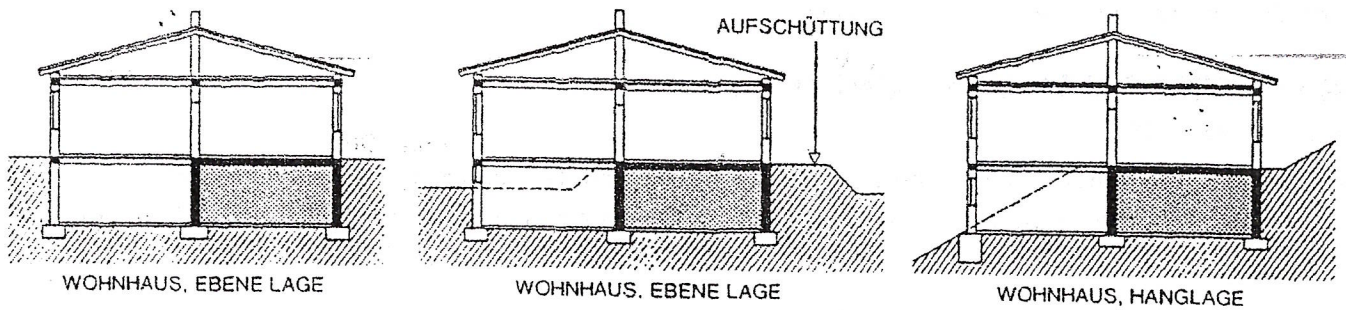 AUFSCHÜTTUNG
WOHNHAUS, EBENE LAGE
WOHNHAUS. EBENE LAGE
WOHNHAUS, HANGLAGE